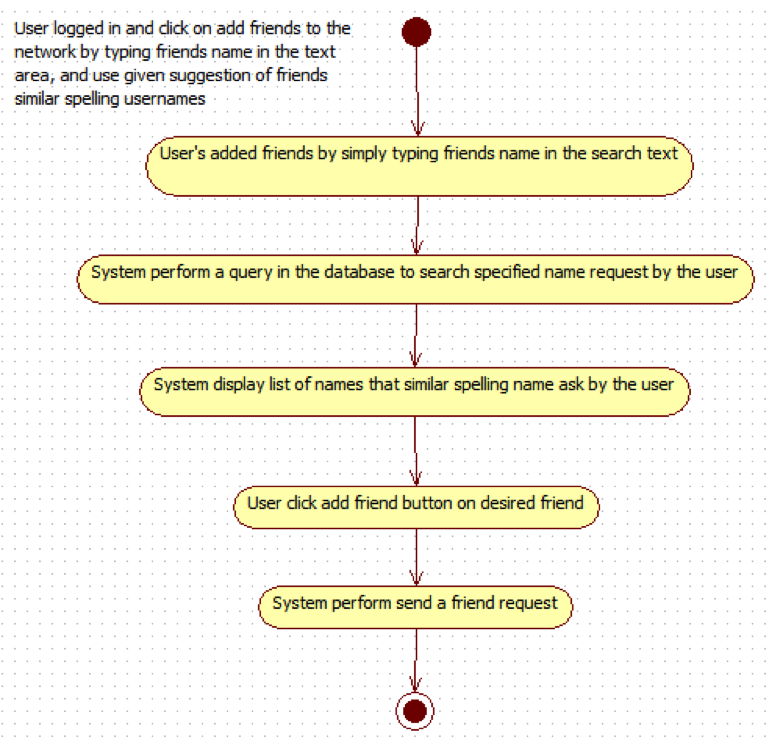 User logged in and click on add friends to the
network by typing friends name in the text
area, and use given suggestion of friends
similar spelling usernames
User's added friends by simply typing friends name in the search text
System perform a query in the database to search specified name request by the user
System display list of names that similar spelling name ask by the user
User click add friend button on desired friend
System perform send a friend request